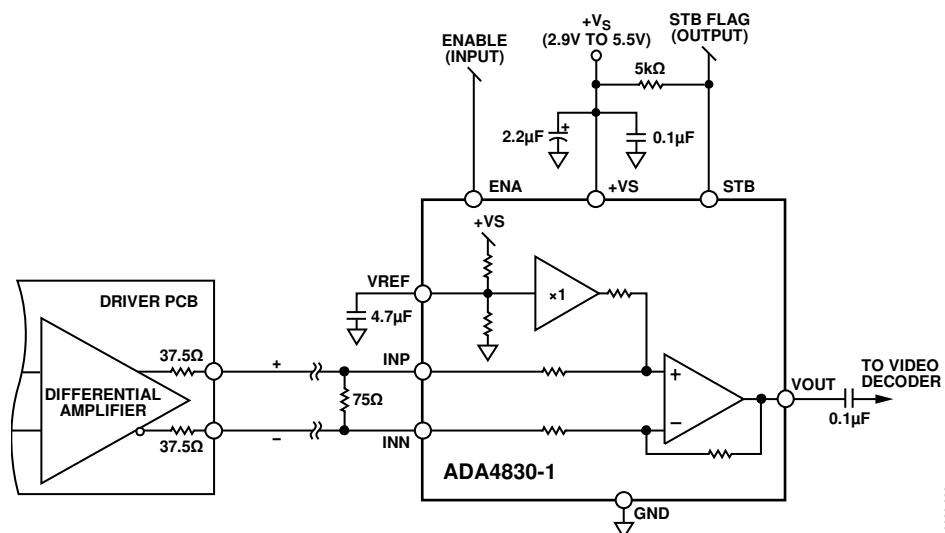 ENABLE
(INPUT)
+VS
(2.9V TO 5.5V)
STB FLAG
(OUTPUT)
5kΩ
2.2µF
+
0.1µF
ENA
+VS
STB
+VS
VREF
4.7µF
×1
DRIVER PCB
37.5Ω
DIFFERENTIAL
AMPLIFIER
37.5Ω
+
–
75Ω
INP
INN
+
–
VOUT
TO VIDEO
DECODER
0.1µF
ADA4830-1
GND